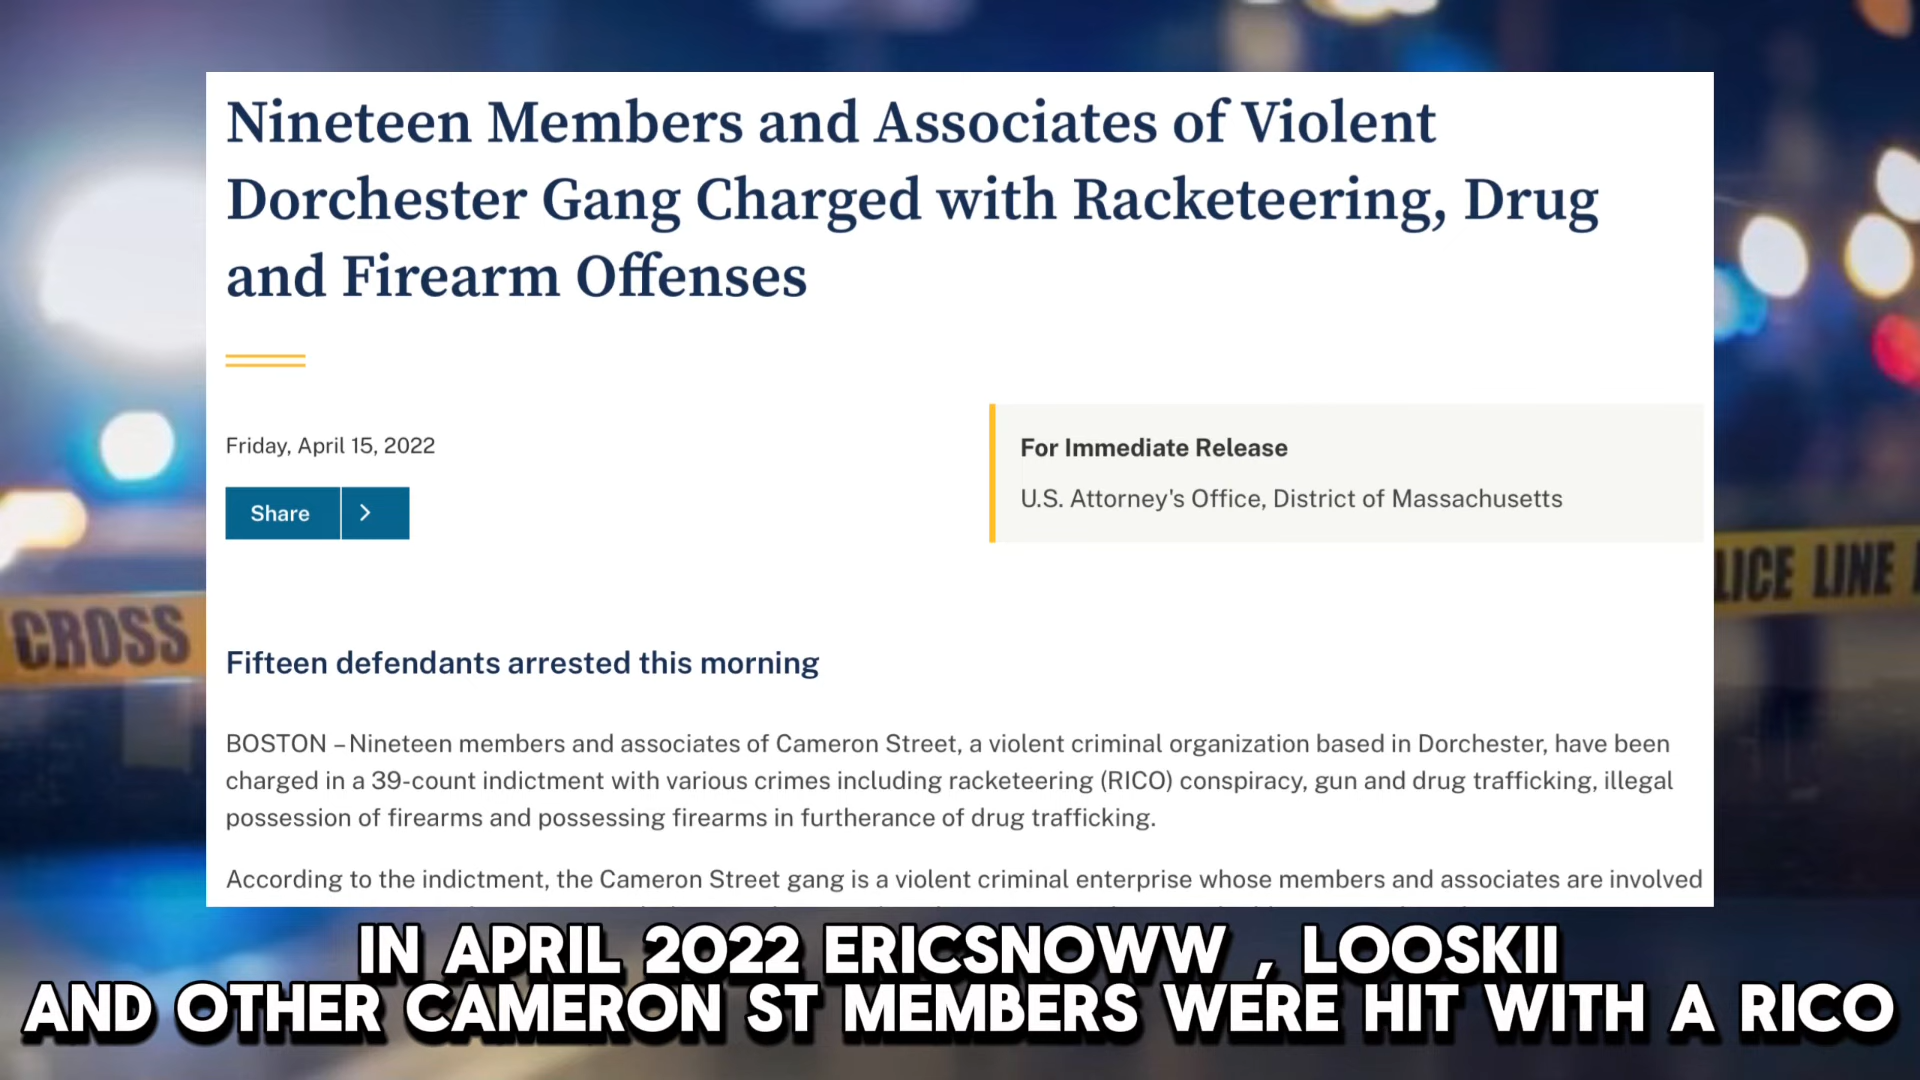 Nineteen Members and Associates of Violent
Dorchester Gang Charged with Racketeering, Drug
and Firearm Offenses
Friday, April 15, 2022
Share
For Immediate Release
U.S. Attorney's Office, District of Massachusetts
CROSS
LICE LINE
Fifteen defendants arrested this morning
BOSTON – Nineteen members and associates of Cameron Street, a violent criminal organization based in Dorchester, have been
charged in a 39-count indictment with various crimes including racketeering (RICO) conspiracy, gun and drug trafficking, illegal
possession of firearms and possessing firearms in furtherance of drug trafficking.
According to the indictment, the Cameron Street gang is a violent criminal enterprise whose members and associates are involved
IN APRIL 2022 ERICSNOWW , LOOSKII
AND OTHER CAMERON ST MEMBERS WERE HIT WITH A RICO